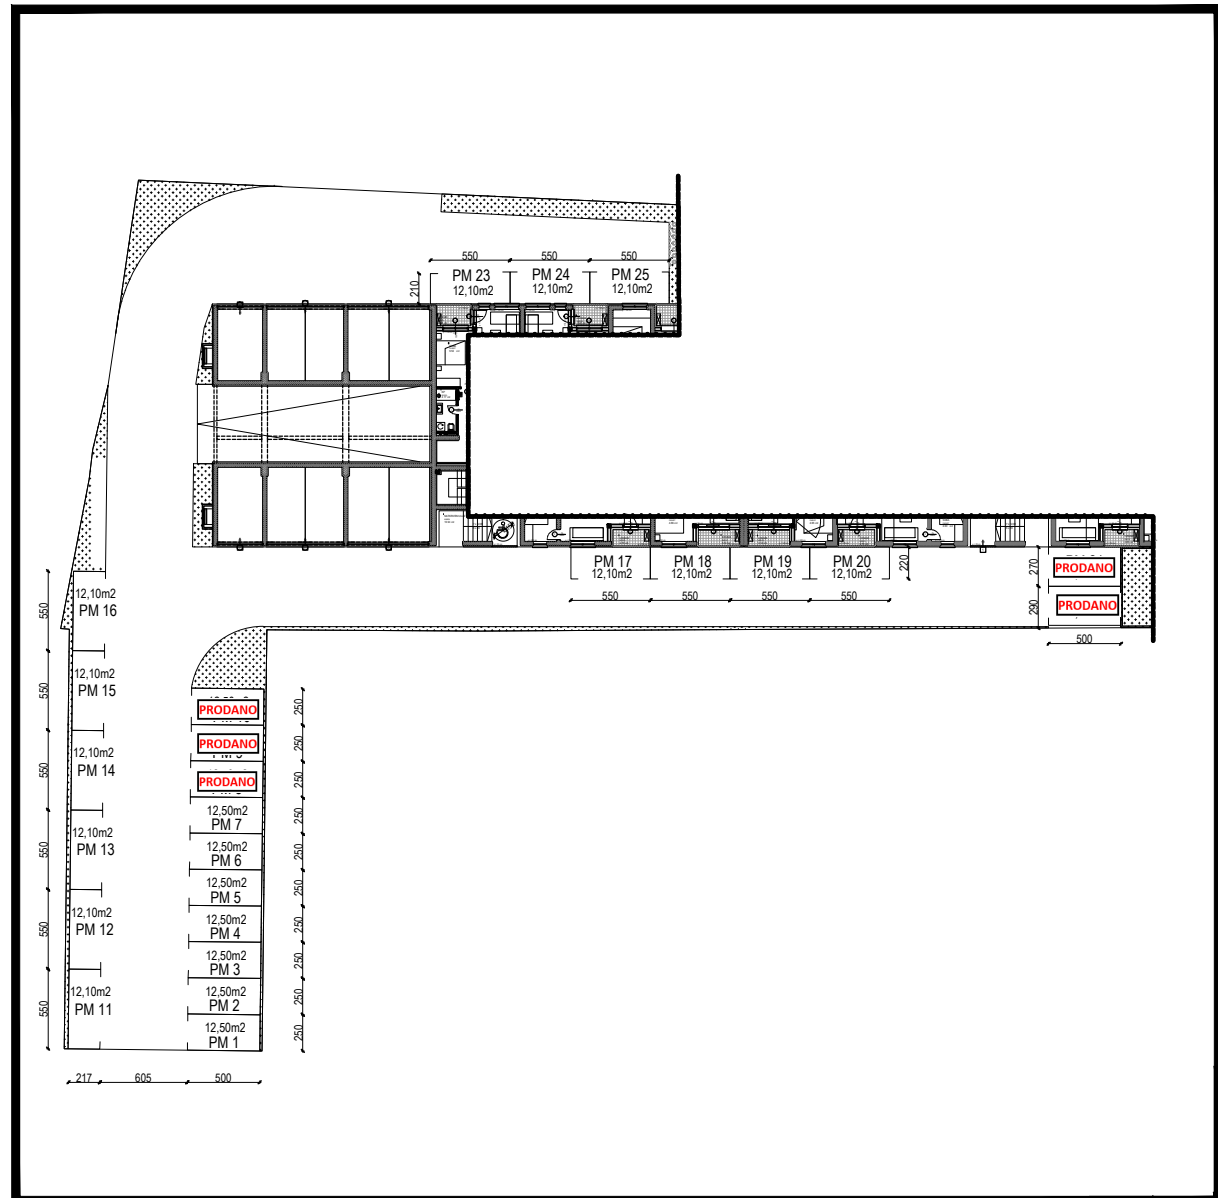 550 550 550
PM 23 PM 24 PM 25
12,10m2 12,10m2 12,10m2
210
PM 17 PM 18 PM 19 PM 20
12,10m2 12,10m2 12,10m2 12,10m2
220
550 550 550 550
270
PRODANO
290
PRODANO
500
550
12,10m2
PM 16
550
12,10m2
PM 15
550
12,10m2
PM 14
550
12,10m2
PM 13
550
12,10m2
PM 12
550
12,10m2
PM 11
PRODANO
250
PRODANO
250
PRODANO
250
12,50m2
PM 7
250
12,50m2
PM 6
250
12,50m2
PM 5
250
12,50m2
PM 4
250
12,50m2
PM 3
250
12,50m2
PM 2
250
12,50m2
PM 1
250
217 605 500